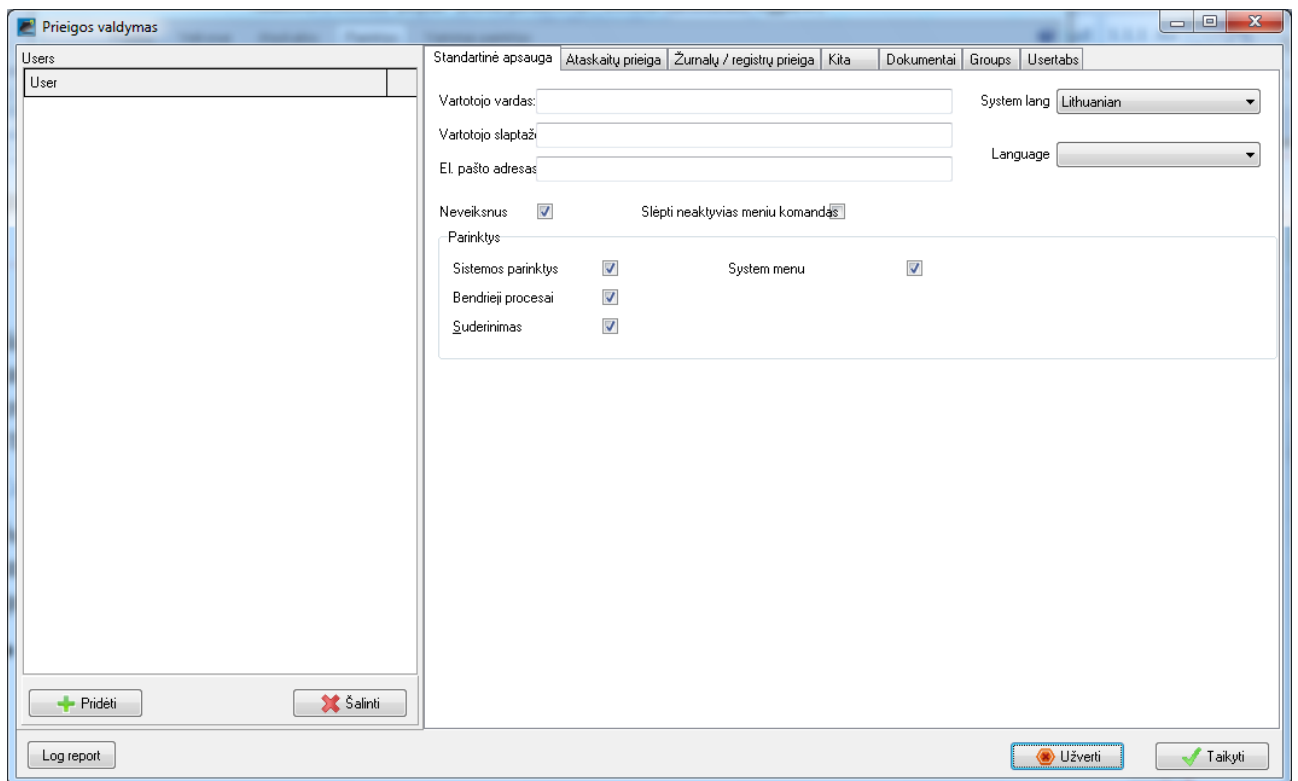 Prieigos valdymas
Users
User
Standartinė apsauga
Ataskaitų prieiga
Žurnalų / registrų prieiga
Kita
Dokumentai
Groups
Usertabs
Vartotojo vardas:
System lang
Lithuanian
Vartotojo slaptaž
Language
El. pašto adresas
Neveiksnus
Slėpti neaktyvias meniu komandas
Parinktys
Sistemos parinktys
System menu
Bendrieji procesai
Suderinimas
Pridėti
Šalinti
Log report
Užverti
Taikyti